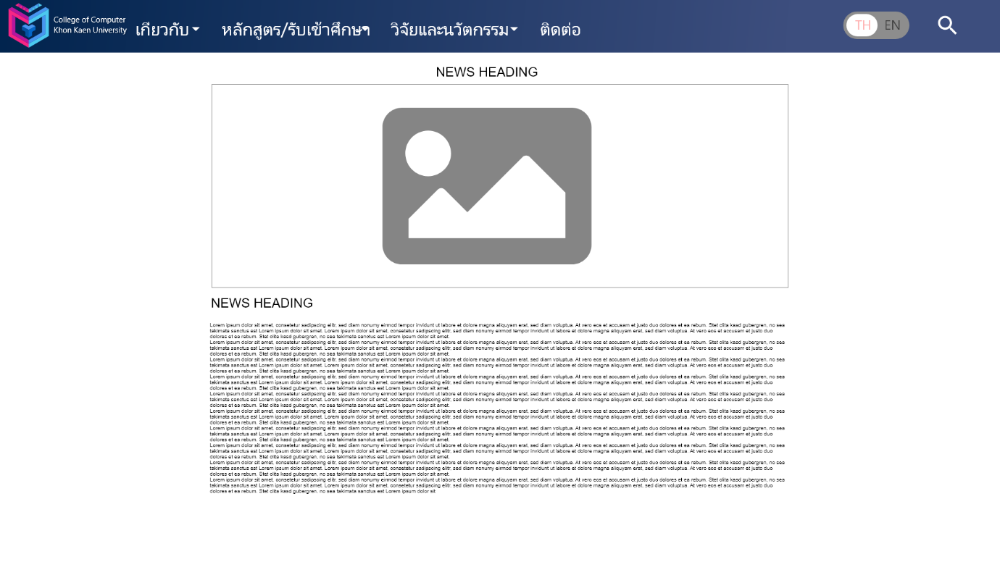 College of Computer
Khon Kaen University
เกี่ยวกับ
หลักสูตร/รับเข้าศึกษา
วิจัยและนวัตกรรม
ติดต่อ
TH
EN
NEWS HEADING
NEWS HEADING
Lorem ipsum dolor sit amet, consetetur sadipscing elitr, sed diam nonumy eirmod tempor invidunt ut labore et dolore magna aliquyam erat, sed diam voluptua. At vero eos et accusam et justo duo dolores et ea rebum. Stet clita kasd gubergren, no sea
takimata sanctus est Lorem ipsum dolor sit amet. Lorem ipsum dolor sit amet, consetetur sadipscing elitr, sed diam nonumy eirmod tempor invidunt ut labore et dolore magna aliquyam erat, sed diam voluptua. At vero eos et accusam et justo duo
dolores et ea rebum. Stet clita kasd gubergren, no sea takimata sanctus est Lorem ipsum dolor sit amet.
Lorem ipsum dolor sit amet, consetetur sadipscing elitr, sed diam nonumy eirmod tempor invidunt ut labore et dolore magna aliquyam erat, sed diam voluptua. At vero eos et accusam et justo duo dolores et ea rebum. Stet clita kasd gubergren, no sea
takimata sanctus est Lorem ipsum dolor sit amet. Lorem ipsum dolor sit amet, consetetur sadipscing elitr, sed diam nonumy eirmod tempor invidunt ut labore et dolore magna aliquyam erat, sed diam voluptua. At vero eos et accusam et justo duo
dolores et ea rebum. Stet clita kasd gubergren, no sea takimata sanctus est Lorem ipsum dolor sit amet.
Lorem ipsum dolor sit amet, consetetur sadipscing elitr, sed diam nonumy eirmod tempor invidunt ut labore et dolore magna aliquyam erat, sed diam voluptua. At vero eos et accusam et justo duo dolores et ea rebum. Stet clita kasd gubergren, no sea
takimata sanctus est Lorem ipsum dolor sit amet. Lorem ipsum dolor sit amet, consetetur sadipscing elitr, sed diam nonumy eirmod tempor invidunt ut labore et dolore magna aliquyam erat, sed diam voluptua. At vero eos et accusam et justo duo
dolores et ea rebum. Stet clita kasd gubergren, no sea takimata sanctus est Lorem ipsum dolor sit amet.
Lorem ipsum dolor sit amet, consetetur sadipscing elitr, sed diam nonumy eirmod tempor invidunt ut labore et dolore magna aliquyam erat, sed diam voluptua. At vero eos et accusam et justo duo dolores et ea rebum. Stet clita kasd gubergren, no sea
takimata sanctus est Lorem ipsum dolor sit amet. Lorem ipsum dolor sit amet, consetetur sadipscing elitr, sed diam nonumy eirmod tempor invidunt ut labore et dolore magna aliquyam erat, sed diam voluptua. At vero eos et accusam et justo duo
dolores et ea rebum. Stet clita kasd gubergren, no sea takimata sanctus est Lorem ipsum dolor sit amet.
Lorem ipsum dolor sit amet, consetetur sadipscing elitr, sed diam nonumy eirmod tempor invidunt ut labore et dolore magna aliquyam erat, sed diam voluptua. At vero eos et accusam et justo duo dolores et ea rebum. Stet clita kasd gubergren, no sea
takimata sanctus est Lorem ipsum dolor sit amet. Lorem ipsum dolor sit amet, consetetur sadipscing elitr, sed diam nonumy eirmod tempor invidunt ut labore et dolore magna aliquyam erat, sed diam voluptua. At vero eos et accusam et justo duo
dolores et ea rebum. Stet clita kasd gubergren, no sea takimata sanctus est Lorem ipsum dolor sit amet.
Lorem ipsum dolor sit amet, consetetur sadipscing elitr, sed diam nonumy eirmod tempor invidunt ut labore et dolore magna aliquyam erat, sed diam voluptua. At vero eos et accusam et justo duo dolores et ea rebum. Stet clita kasd gubergren, no sea
takimata sanctus est Lorem ipsum dolor sit amet. Lorem ipsum dolor sit amet, consetetur sadipscing elitr, sed diam nonumy eirmod tempor invidunt ut labore et dolore magna aliquyam erat, sed diam voluptua. At vero eos et accusam et justo duo
dolores et ea rebum. Stet clita kasd gubergren, no sea takimata sanctus est Lorem ipsum dolor sit amet.
Lorem ipsum dolor sit amet, consetetur sadipscing elitr, sed diam nonumy eirmod tempor invidunt ut labore et dolore magna aliquyam erat, sed diam voluptua. At vero eos et accusam et justo duo dolores et ea rebum. Stet clita kasd gubergren, no sea
takimata sanctus est Lorem ipsum dolor sit amet. Lorem ipsum dolor sit amet, consetetur sadipscing elitr, sed diam nonumy eirmod tempor invidunt ut labore et dolore magna aliquyam erat, sed diam voluptua. At vero eos et accusam et justo duo
dolores et ea rebum. Stet clita kasd gubergren, no sea takimata sanctus est Lorem ipsum dolor sit amet.
Lorem ipsum dolor sit amet, consetetur sadipscing elitr, sed diam nonumy eirmod tempor invidunt ut labore et dolore magna aliquyam erat, sed diam voluptua. At vero eos et accusam et justo duo dolores et ea rebum. Stet clita kasd gubergren, no sea
takimata sanctus est Lorem ipsum dolor sit amet. Lorem ipsum dolor sit amet, consetetur sadipscing elitr, sed diam nonumy eirmod tempor invidunt ut labore et dolore magna aliquyam erat, sed diam voluptua. At vero eos et accusam et justo duo
dolores et ea rebum. Stet clita kasd gubergren, no sea takimata sanctus est Lorem ipsum dolor sit amet.
Lorem ipsum dolor sit amet, consetetur sadipscing elitr, sed diam nonumy eirmod tempor invidunt ut labore et dolore magna aliquyam erat, sed diam voluptua. At vero eos et accusam et justo duo dolores et ea rebum. Stet clita kasd gubergren, no sea
takimata sanctus est Lorem ipsum dolor sit amet. Lorem ipsum dolor sit amet, consetetur sadipscing elitr, sed diam nonumy eirmod tempor invidunt ut labore et dolore magna aliquyam erat, sed diam voluptua. At vero eos et accusam et justo duo
dolores et ea rebum. Stet clita kasd gubergren, no sea takimata sanctus est Lorem ipsum dolor sit amet.
Lorem ipsum dolor sit amet, consetetur sadipscing elitr, sed diam nonumy eirmod tempor invidunt ut labore et dolore magna aliquyam erat, sed diam voluptua. At vero eos et accusam et justo duo dolores et ea rebum. Stet clita kasd gubergren, no sea
takimata sanctus est Lorem ipsum dolor sit amet. Lorem ipsum dolor sit amet, consetetur sadipscing elitr, sed diam nonumy eirmod tempor invidunt ut labore et dolore magna aliquyam erat, sed diam voluptua. At vero eos et accusam et justo duo
dolores et ea rebum. Stet clita kasd gubergren, no sea takimata sanctus est Lorem ipsum dolor sit